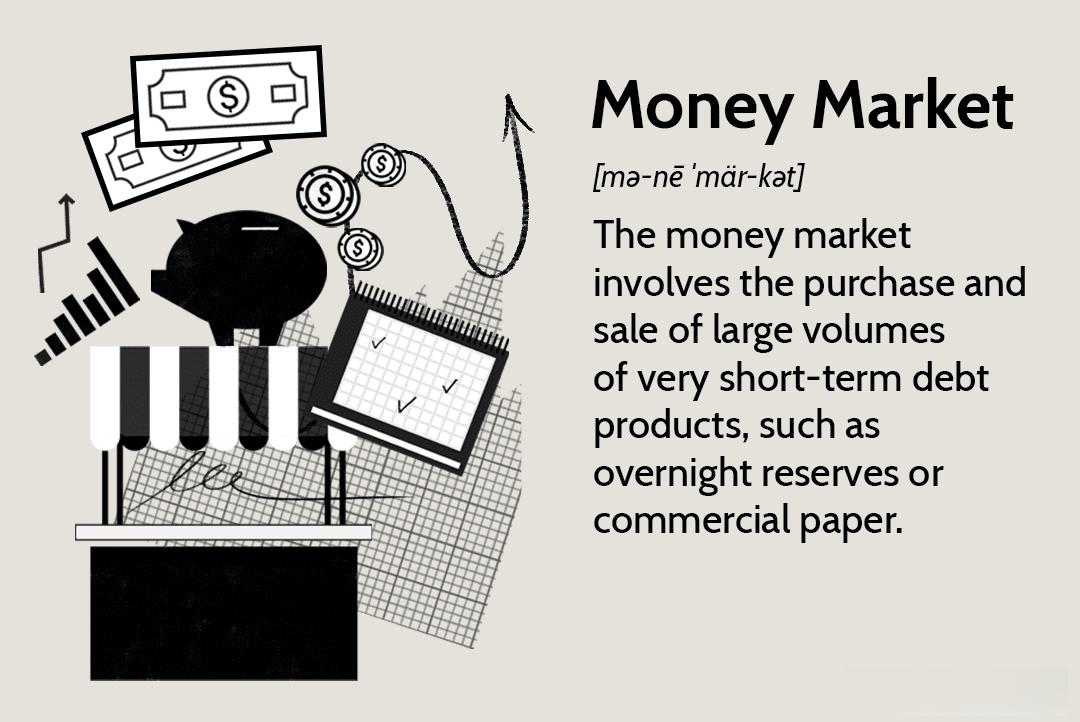 Money Market
[mə-nē ˈmär-kət]
The money market
involves the purchase and
sale of large volumes
of very short-term debt
products, such as
overnight reserves or
commercial paper.